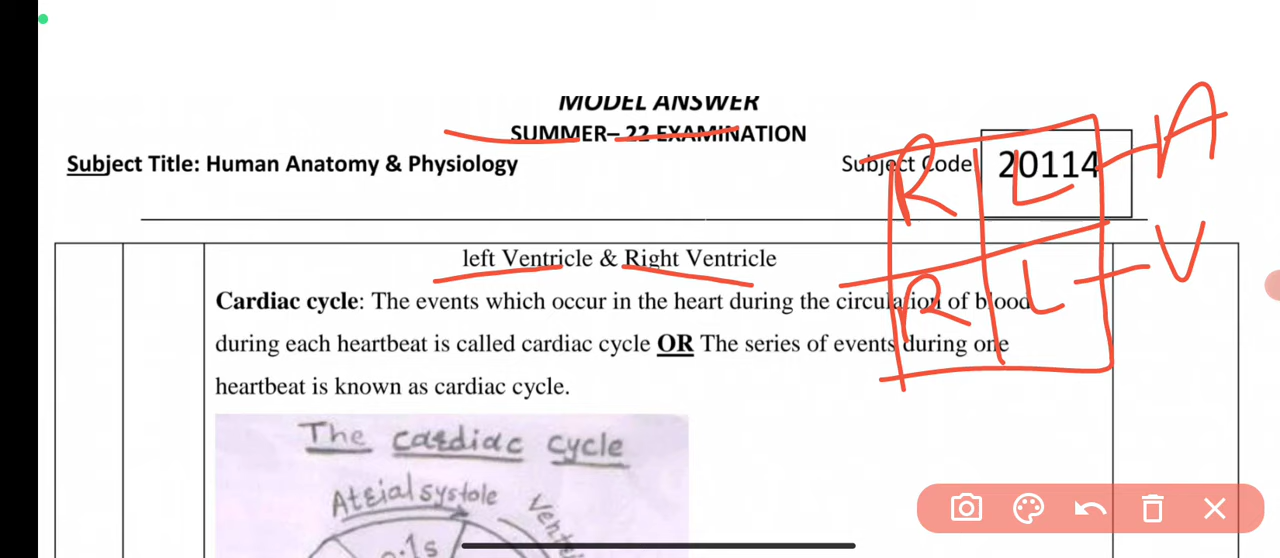 MODEL ANSWER
SUMMER– 22 EXAMINATION
Subject Title: Human Anatomy & Physiology
Subject Code
20114
R L A
R L V
left Ventricle & Right Ventricle
Cardiac cycle: The events which occur in the heart during the circulation of blood
during each heartbeat is called cardiac cycle OR The series of events during one
heartbeat is known as cardiac cycle.
The cardiac cycle
Atrial systole
0.1s